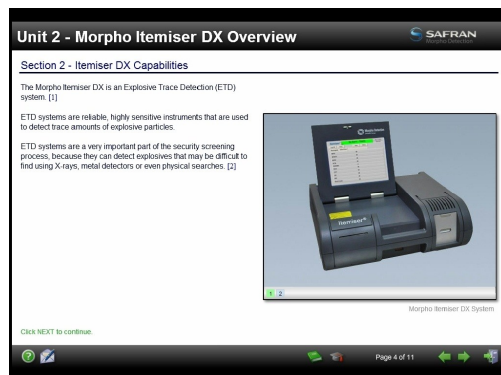 Unit 2 - Morpho Itemiser DX Overview
SAFRAN
Morpho Detection
Section 2 - Itemiser DX Capabilities
The Morpho Itemiser DX is an Explosive Trace Detection (ETD)
system. [1]
ETD systems are reliable, highly sensitive instruments that are used
to detect trace amounts of explosive particles.
ETD systems are a very important part of the security screening
process, because they can detect explosives that may be difficult to
find using X-rays, metal detectors or even physical searches. [2]
Itemiser
1 2
Morpho Itemiser DX System
Click NEXT to continue.
Page 4 of 11